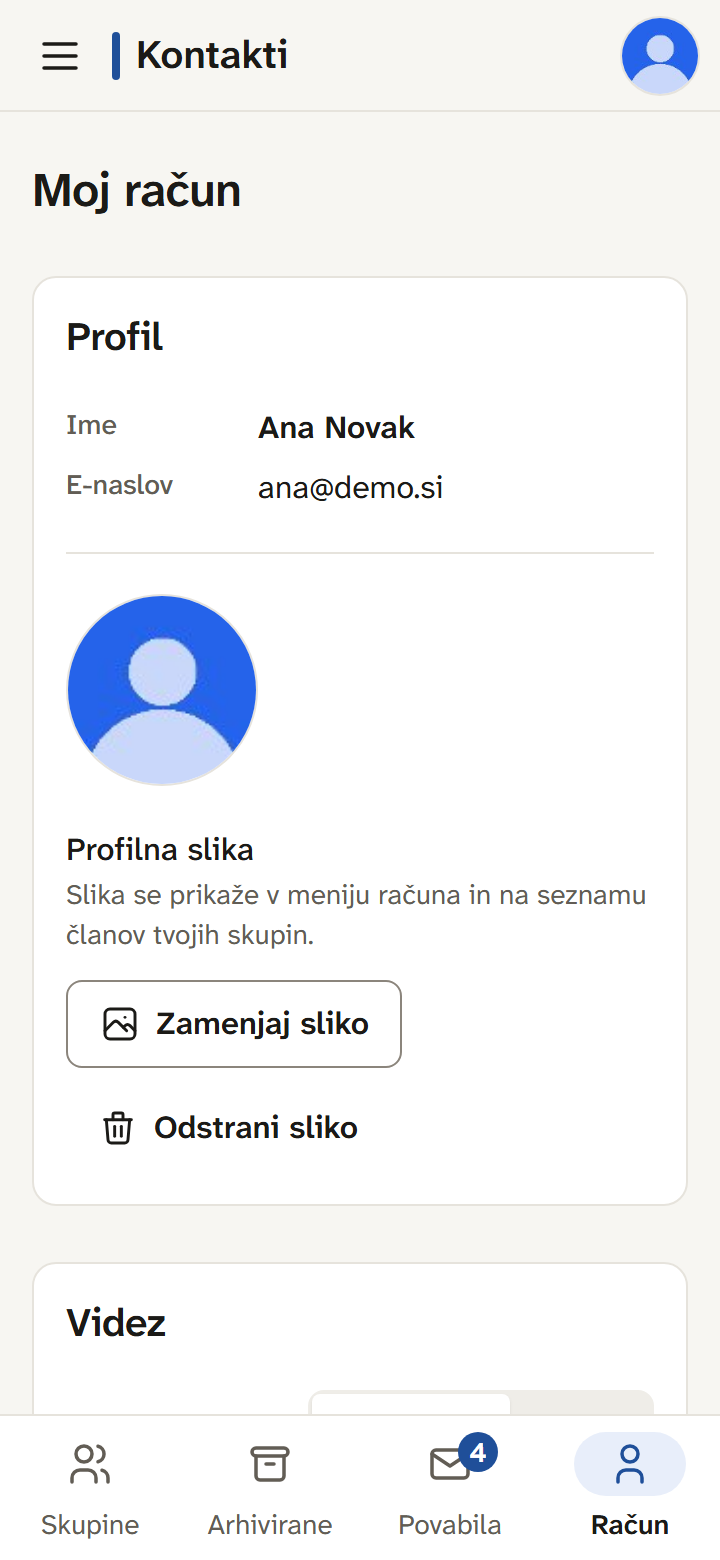 Kontakti
Moj račun
Profil
Ime
Ana Novak
E-naslov
ana@demo.si
Profilna slika
Slika se prikaže v meniju računa in na seznamu
članov tvojih skupin.
Zamenjaj sliko
Odstrani sliko
Videz
4
Skupine
Arhivirane
Povabila
Račun